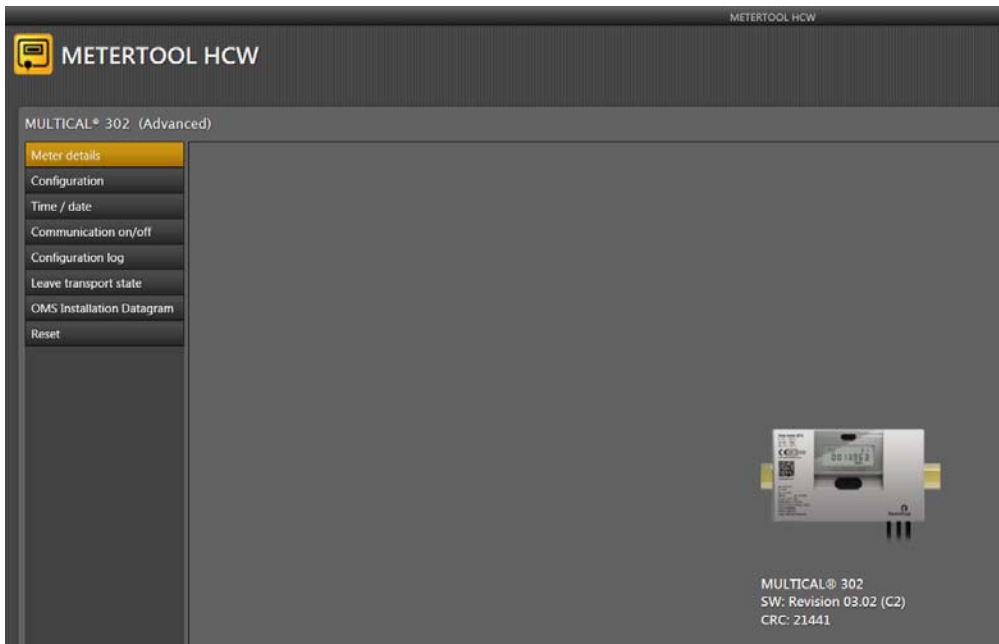 METERTOOL HCW
METERTOOL HCW
MULTICAL® 302 (Advanced)
Meter details
Configuration
Time / date
Communication on/off
Configuration log
Leave transport state
OMS Installation Datagram
Reset
MULTICAL® 302
SW: Revision 03.02 (C2)
CRC: 21441